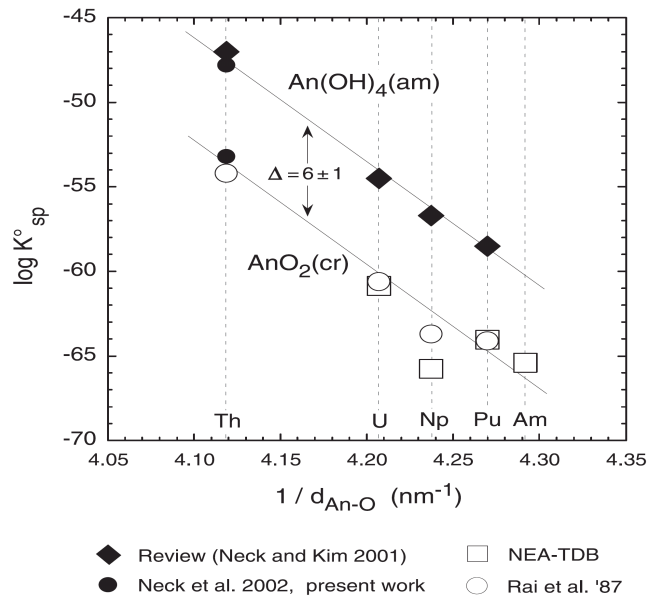 -45
-50
-55
-60
-65
-70
log K°sp
An(OH)4(am)
Δ = 6 ± 1
AnO2(cr)
Th U Np Pu Am
4.05 4.10 4.15 4.20 4.25 4.30 4.35
1 / dAn-O (nm-1)
Review (Neck and Kim 2001) NEA-TDB
Neck et al. 2002, present work Rai et al. '87